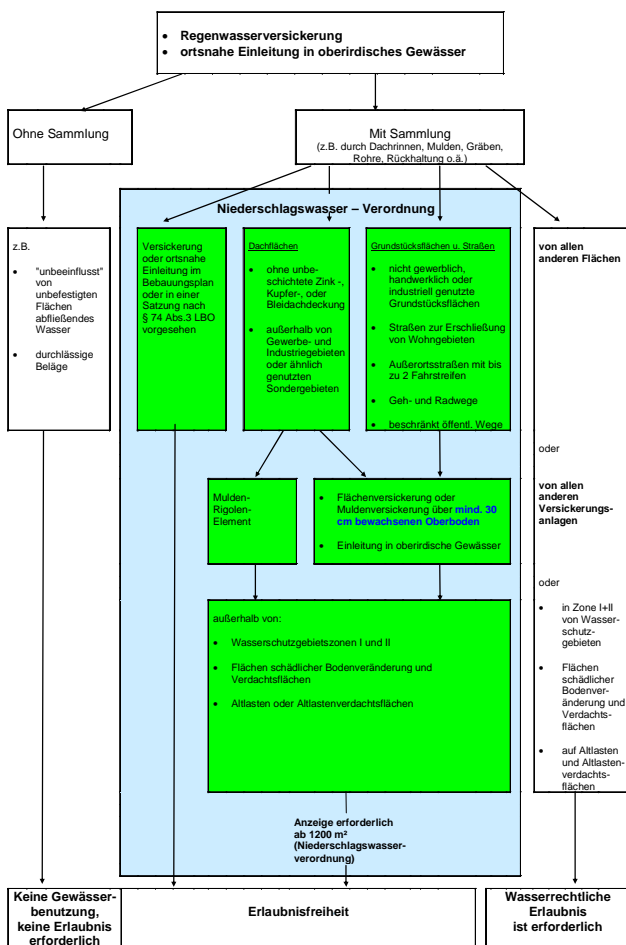 • Regenwasserversickerung
• ortsnahe Einleitung in oberirdisches Gewässer
Ohne Sammlung
Mit Sammlung
(z.B. durch Dachrinnen, Mulden, Gräben,
Rohre, Rückhaltung o.ä.)
Niederschlagswasser – Verordnung
z.B.
• "unbeeinflusst" von
unbefestigten
Flächen
abfließendes
Wasser
• durchlässige
Beläge
Versickerung
oder ortsnahe
Einleitung im
Bebauungsplan
oder in einer
Satzung nach
§ 74 Abs.3 LBO
vorgesehen
Dachflächen
• ohne unbe-
schichtete Zink -,
Kupfer-, oder
Bleidachdeckung
• außerhalb von
Gewerbe- und
Industriegebieten
oder ähnlich
genutzten
Sondergebieten
Grundstücksflächen u. Straßen
• nicht gewerblich,
handwerklich oder
industriell genutzte
Grundstücksflächen
• Straßen zur Erschließung
von Wohngebieten
• Außerortsstraßen mit bis
zu 2 Fahrstreifen
• Geh- und Radwege
• beschränkt öffentl. Wege
von allen
anderen Flächen
oder
von allen
anderen
Versickerungs-
anlagen
oder
• in Zone I+II
von Wasser-
schutz-
gebieten
• Flächen
schädlicher
Bodenver-
änderung und
Verdachts-
flächen
• auf Altlasten
und Altlasten-
verdachts-
flächen
Mulden-
Rigolen-
Element
• Flächenversickerung oder
Muldenversickerung über mind. 30
cm bewachsenen Oberboden
• Einleitung in oberirdische Gewässer
außerhalb von:
• Wasserschutzgebietszonen I und II
• Flächen schädlicher Bodenveränderung und
Verdachtsflächen
• Altlasten oder Altlastenverdachtsflächen
Anzeige erforderlich
ab 1200 m²
(Niederschlagswasser-
verordnung)
Keine Gewässer-
benutzung,
keine Erlaubnis
erforderlich
Erlaubnisfreiheit
Wasserrechtliche
Erlaubnis
ist erforderlich